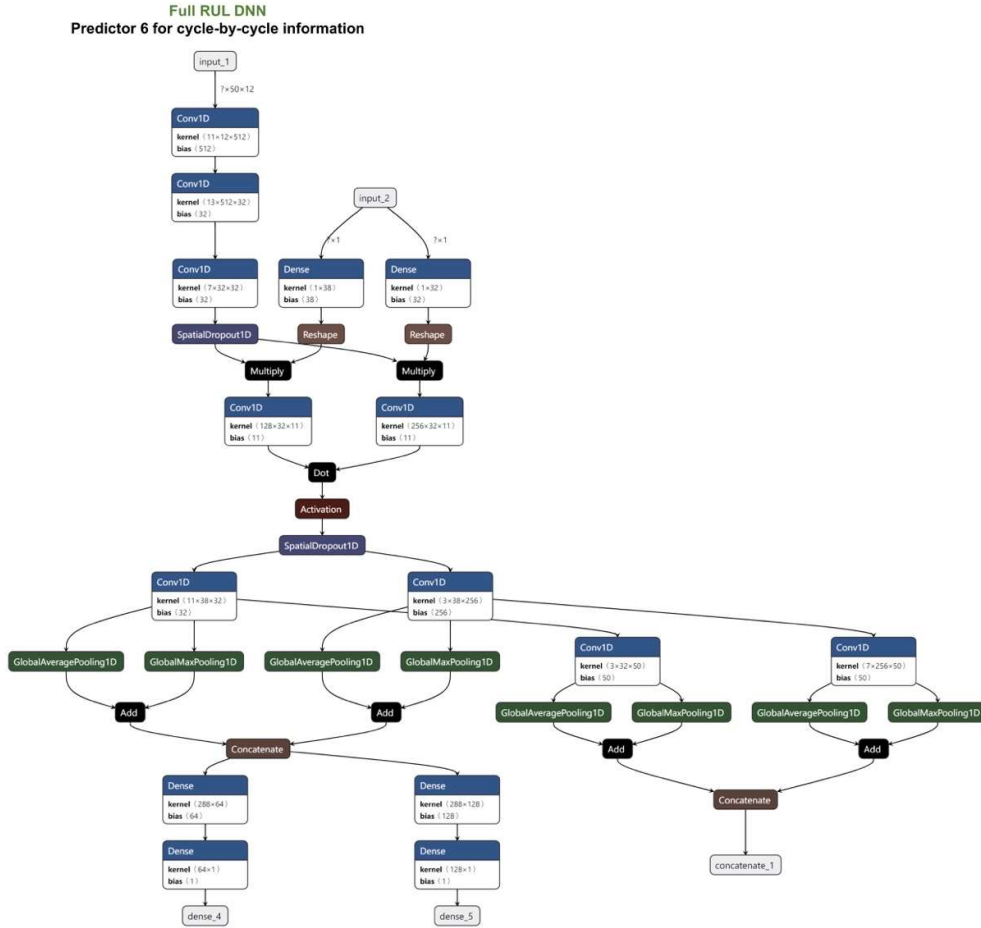 Full RUL DNN
Predictor 6 for cycle-by-cycle information
input_1
?×50×12
Conv1D
kernel (11×12×512)
bias (512)
Conv1D
kernel (13×512×32)
bias (32)
input_2
?×1
?×1
Conv1D
kernel (7×32×32)
bias (32)
Dense
kernel (1×38)
bias (38)
Dense
kernel (1×32)
bias (32)
SpatialDropout1D
Reshape
Reshape
Multiply
Multiply
Conv1D
kernel (128×32×11)
bias (11)
Conv1D
kernel (256×32×11)
bias (11)
Dot
Activation
SpatialDropout1D
Conv1D
kernel (11×38×32)
bias (32)
Conv1D
kernel (3×38×256)
bias (256)
GlobalAveragePooling1D
GlobalMaxPooling1D
GlobalAveragePooling1D
GlobalMaxPooling1D
Conv1D
kernel (3×32×50)
bias (50)
Conv1D
kernel (7×256×50)
bias (50)
Add
Add
GlobalAveragePooling1D
GlobalMaxPooling1D
GlobalAveragePooling1D
GlobalMaxPooling1D
Concatenate
Add
Add
Dense
kernel (288×64)
bias (64)
Dense
kernel (288×128)
bias (128)
Concatenate
Dense
kernel (64×1)
bias (1)
Dense
kernel (128×1)
bias (1)
concatenate_1
dense_4
dense_5